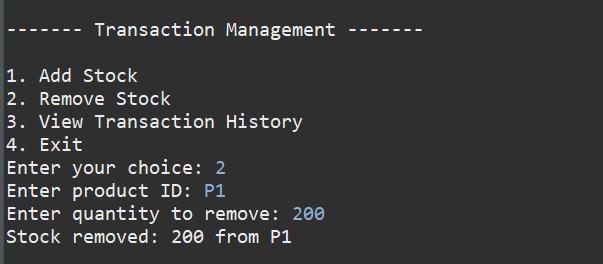 ------- Transaction Management -------
1. Add Stock
2. Remove Stock
3. View Transaction History
4. Exit
Enter your choice: 2
Enter product ID: P1
Enter quantity to remove: 200
Stock removed: 200 from P1